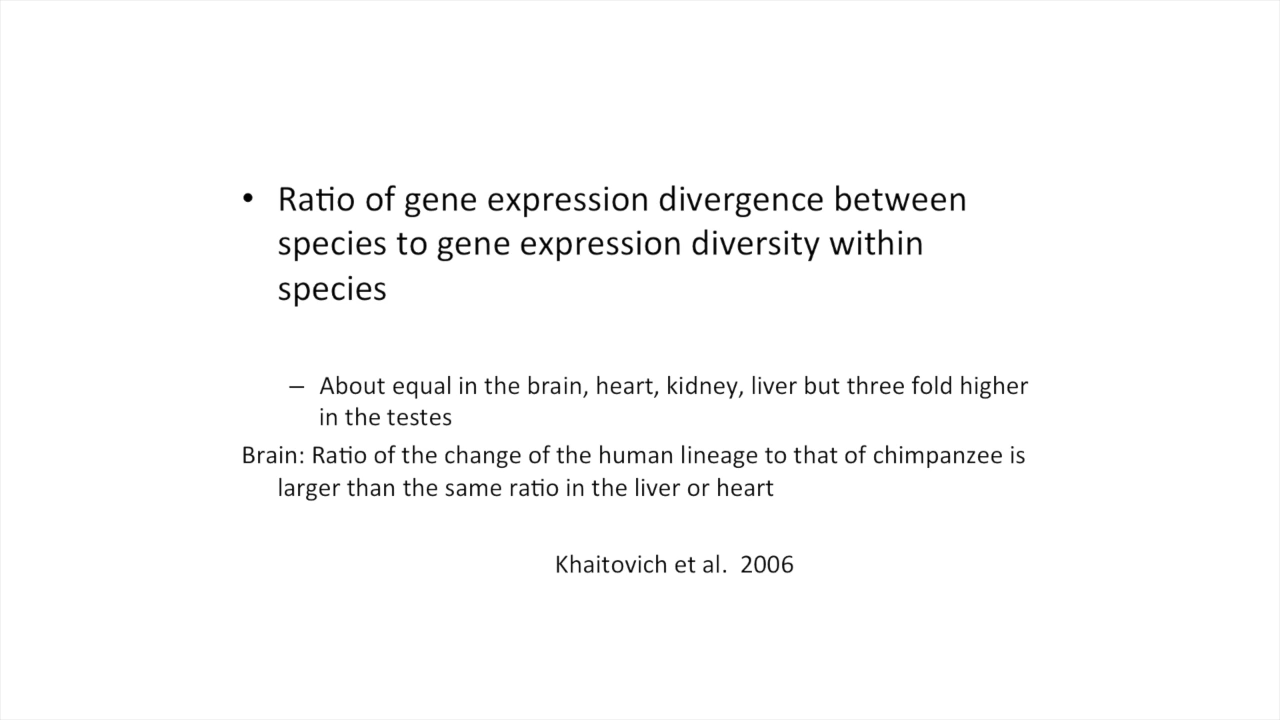 • Ratio of gene expression divergence between
species to gene expression diversity within
species
– About equal in the brain, heart, kidney, liver but three fold higher
in the testes
Brain: Ratio of the change of the human lineage to that of chimpanzee is
larger than the same ratio in the liver or heart
Khaitovich et al.  2006